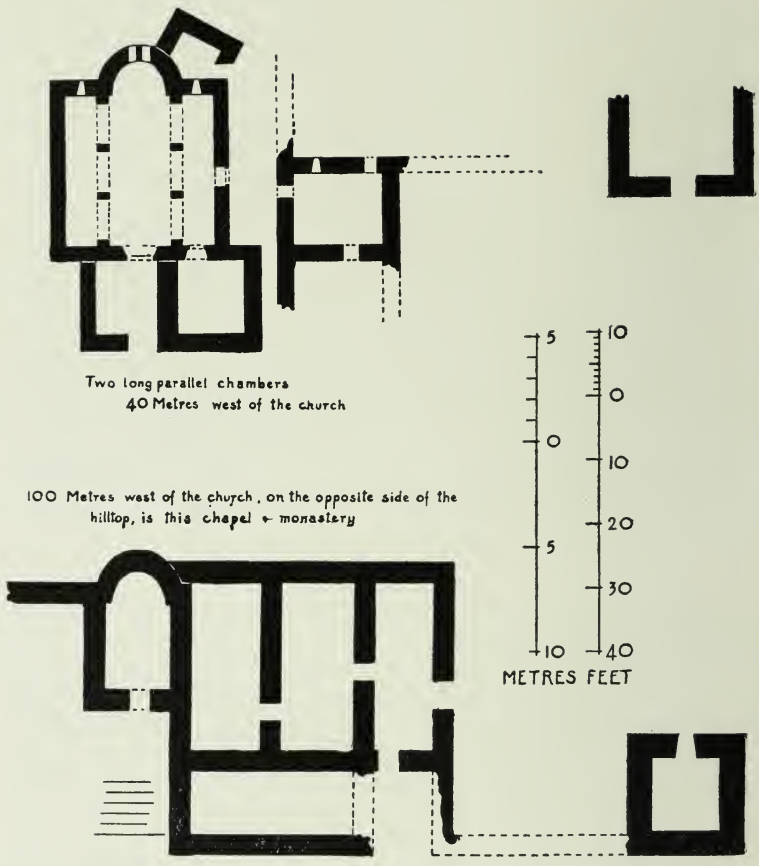 Two long parallel chambers
40 Metres west of the church
100 Metres west of the church, on the opposite side of the
hilltop, is this chapel + monastery
5 10
0
0
10
20
5
30
10 40
METRES FEET